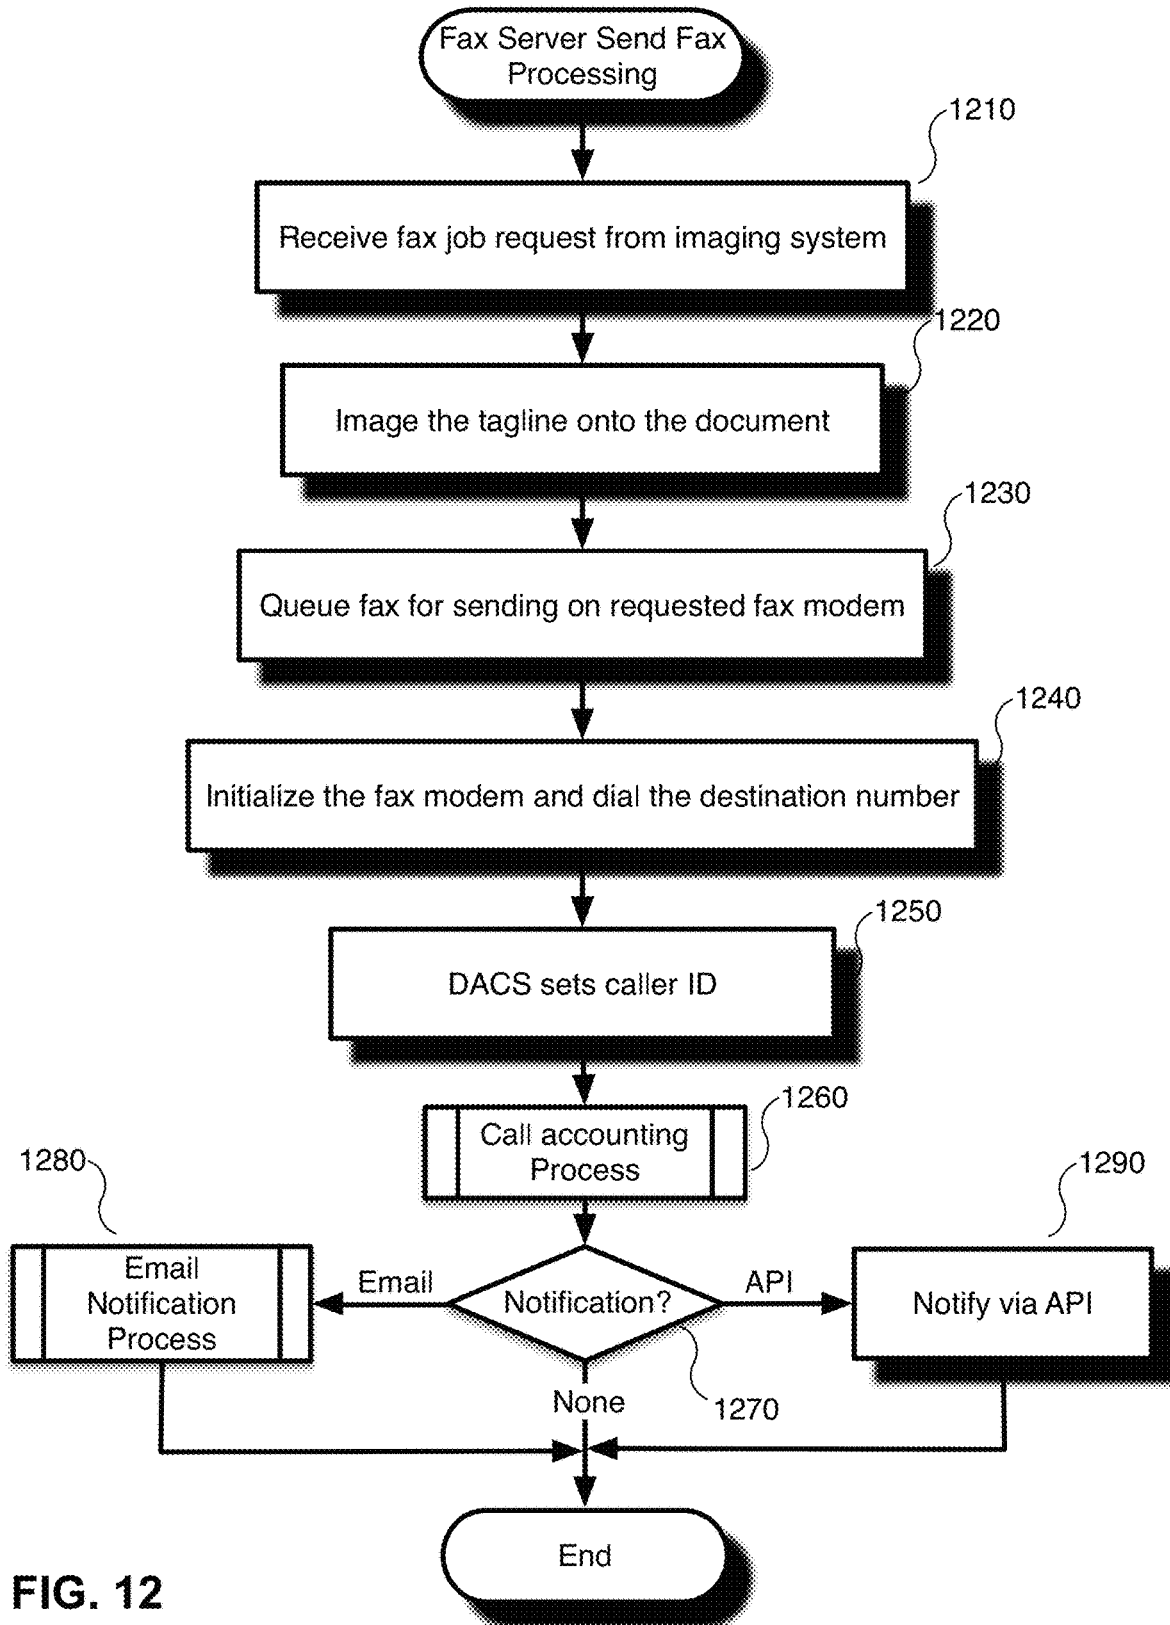 Fax Server Send Fax
Processing
1210
Receive fax job request from imaging system
1220
Image the tagline onto the document
1230
Queue fax for sending on requested fax modem
1240
Initialize the fax modem and dial the destination number
1250
DACS sets caller ID
1260
Call accounting
Process
1280
1290
Email
Notification
Process
Email
Notification?
API
Notify via API
None
1270
End
FIG. 12